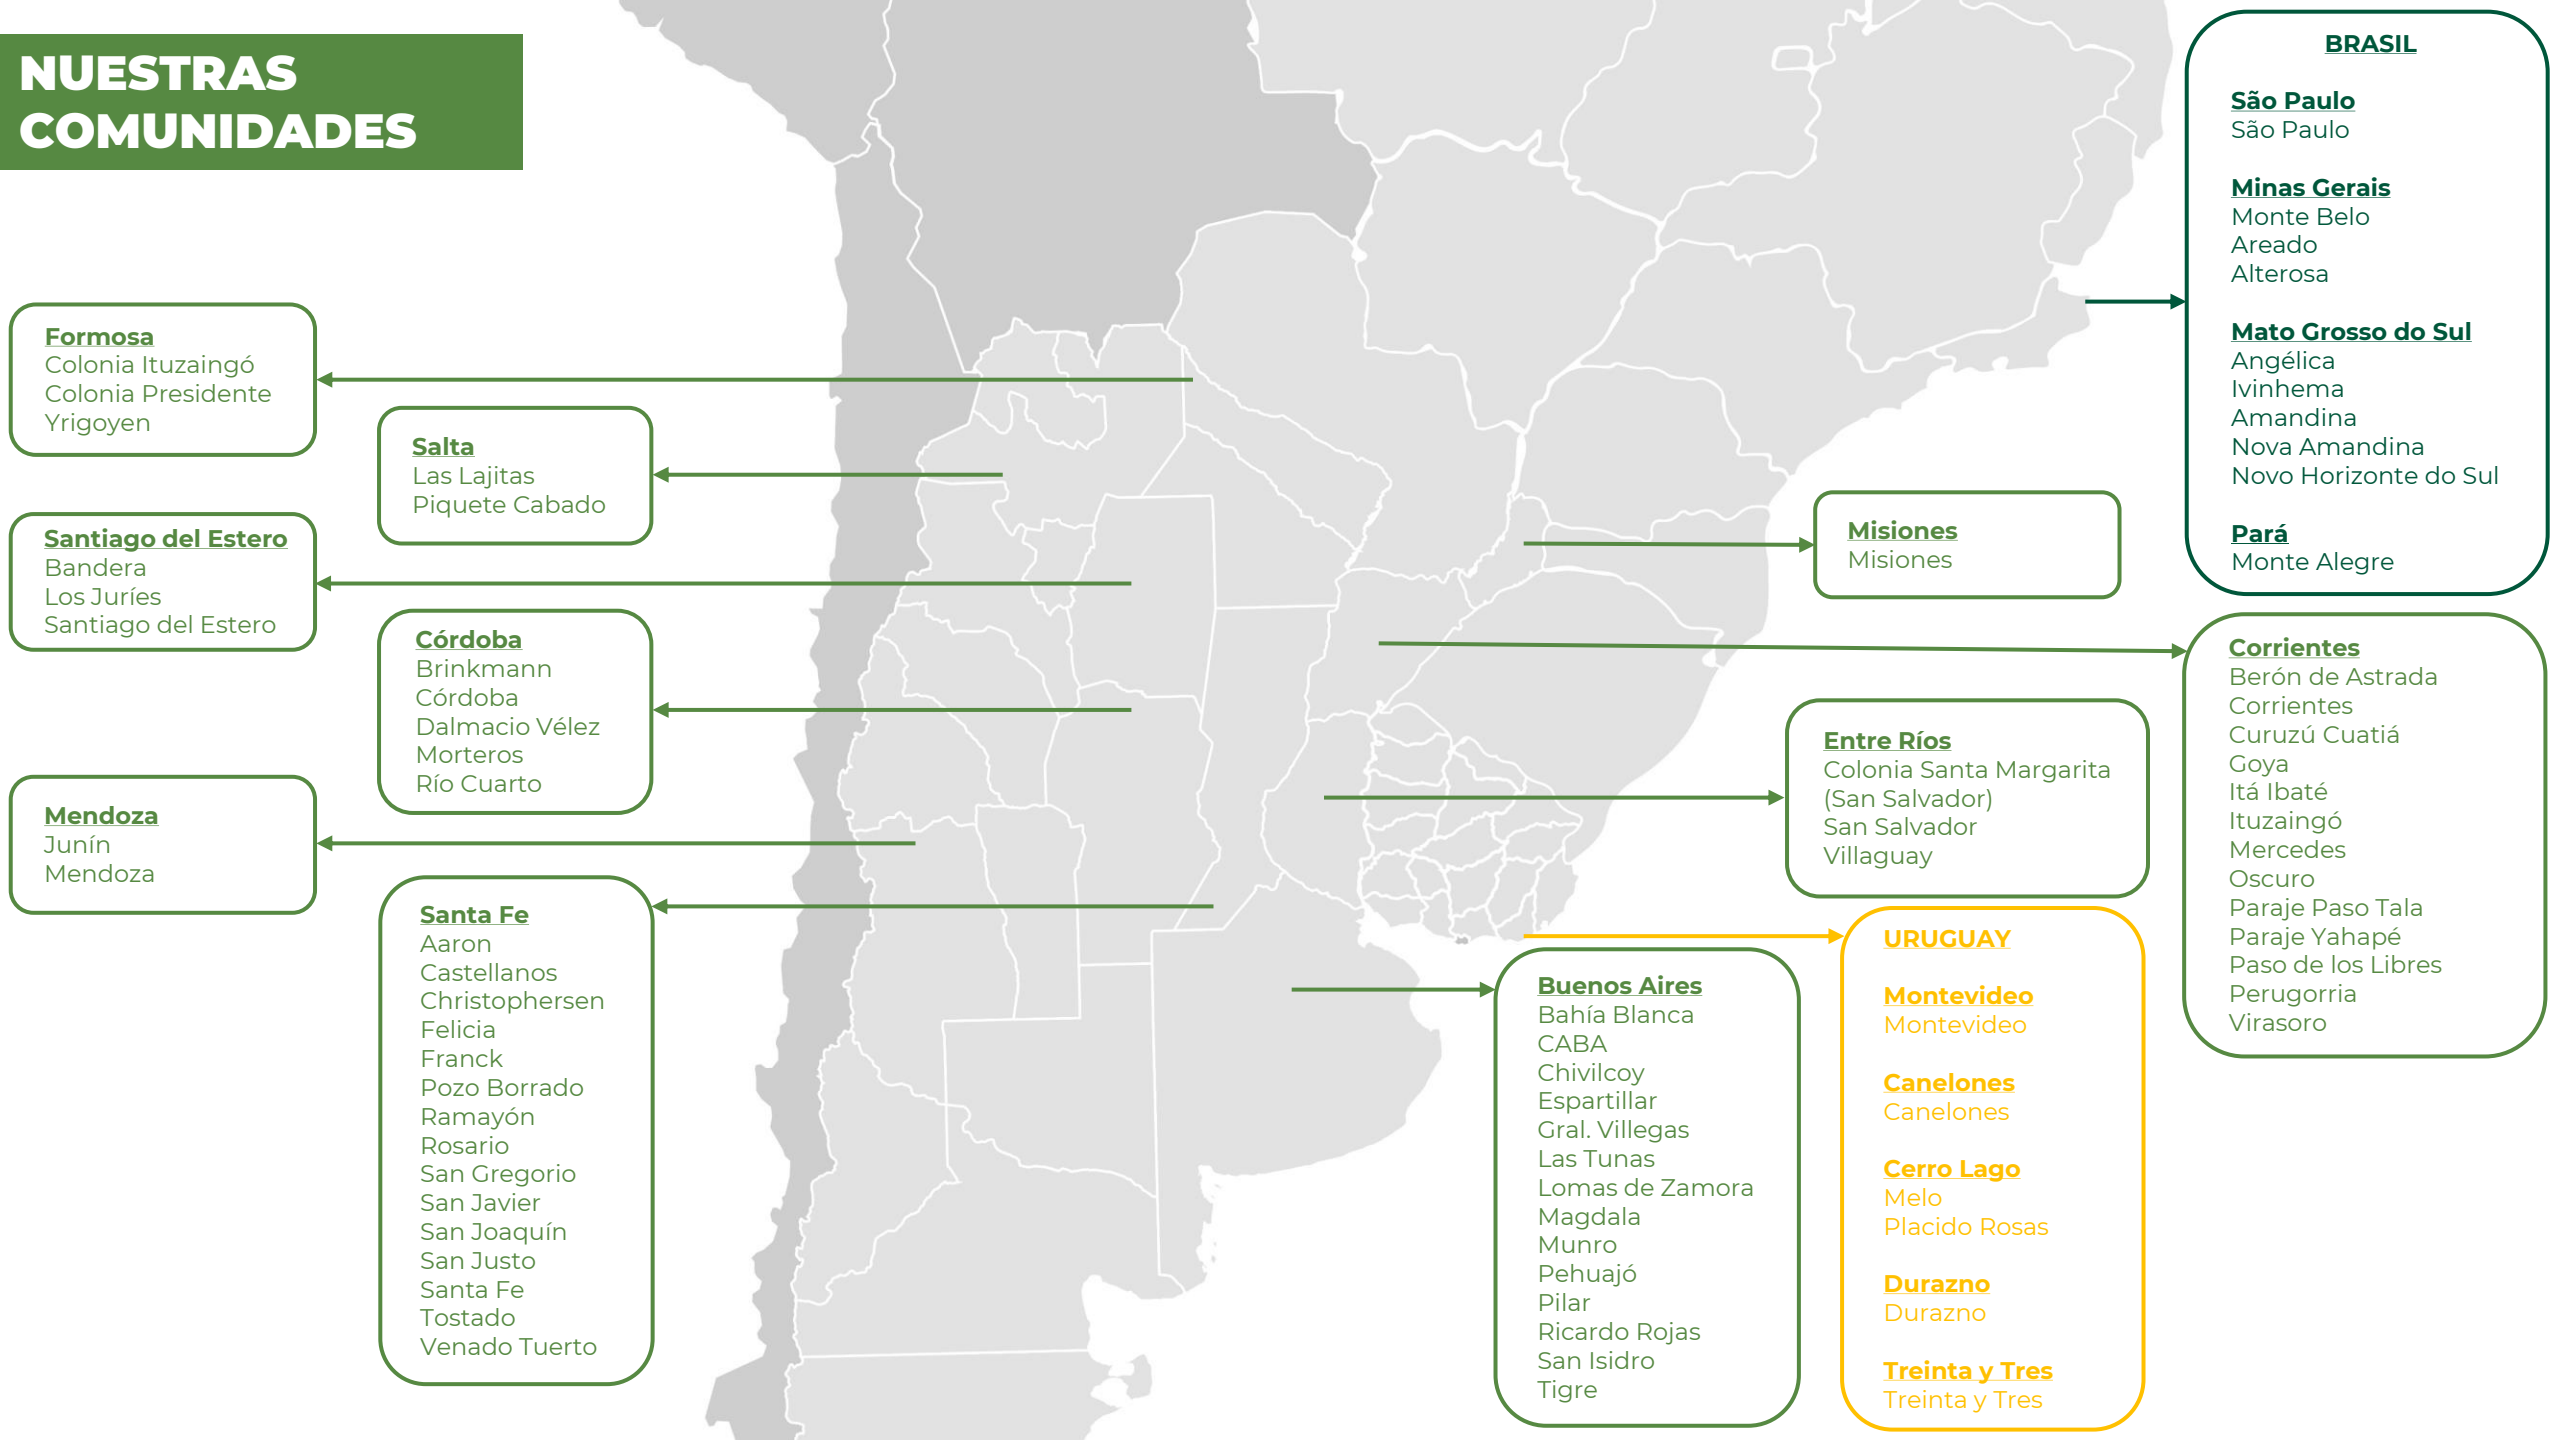 NUESTRAS
COMUNIDADES
Formosa
Colonia Ituzaingó
Colonia Presidente
Yrigoyen
Salta
Las Lajitas
Piquete Cabado
Santiago del Estero
Bandera
Los Juríes
Santiago del Estero
Córdoba
Brinkmann
Córdoba
Dalmacio Vélez
Morteros
Río Cuarto
Mendoza
Junín
Mendoza
Santa Fe
Aaron
Castellanos
Christophersen
Felicia
Franck
Pozo Borrado
Ramayón
Rosario
San Gregorio
San Javier
San Joaquín
San Justo
Santa Fe
Tostado
Venado Tuerto
Misiones
Misiones
Entre Ríos
Colonia Santa Margarita
(San Salvador)
San Salvador
Villaguay
Buenos Aires
Bahía Blanca
CABA
Chivilcoy
Espartillar
Gral. Villegas
Las Tunas
Lomas de Zamora
Magdala
Munro
Pehuajó
Pilar
Ricardo Rojas
San Isidro
Tigre
URUGUAY
Montevideo
Montevideo
Canelones
Canelones
Cerro Lago
Melo
Placido Rosas
Durazno
Durazno
Treinta y Tres
Treinta y Tres
BRASIL
São Paulo
São Paulo
Minas Gerais
Monte Belo
Areado
Alterosa
Mato Grosso do Sul
Angélica
Ivinhema
Amandina
Nova Amandina
Novo Horizonte do Sul
Pará
Monte Alegre
Corrientes
Berón de Astrada
Corrientes
Curuzú Cuatiá
Goya
Itá Ibaté
Ituzaingó
Mercedes
Oscuro
Paraje Paso Tala
Paraje Yahapé
Paso de los Libres
Perugorria
Virasoro